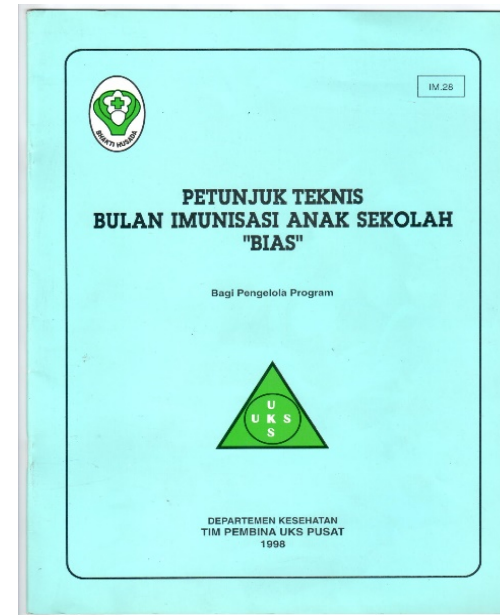 IM.28
BHAKTI HUSADA
PETUNJUK TEKNIS
BULAN IMUNISASI ANAK SEKOLAH
"BIAS"
Bagi Pengelola Program
U
U K S
S
DEPARTEMEN KESEHATAN
TIM PEMBINA UKS PUSAT
1998